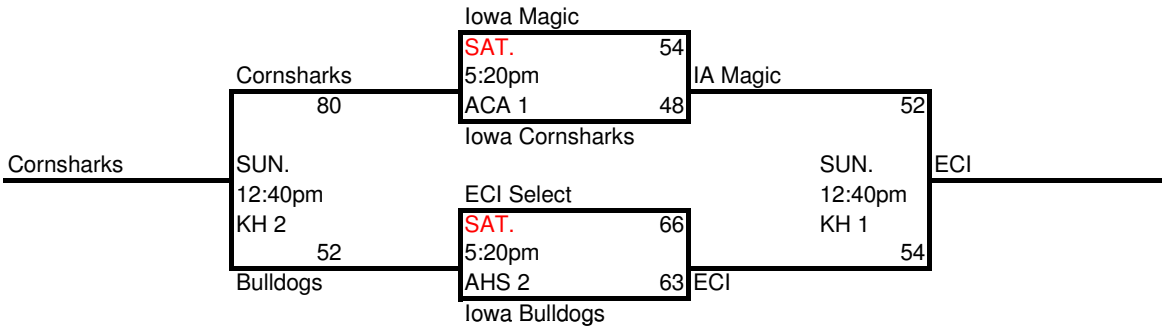 Iowa Magic
SAT. 54
5:20pm
Cornsharks IA Magic
80 ACA 1 48 52
Iowa Cornsharks
Cornsharks SUN. SUN. ECI
12:40pm ECI Select 12:40pm
KH 2 SAT. 66 KH 1
52 5:20pm 54
Bulldogs AHS 2 63 ECI
Iowa Bulldogs